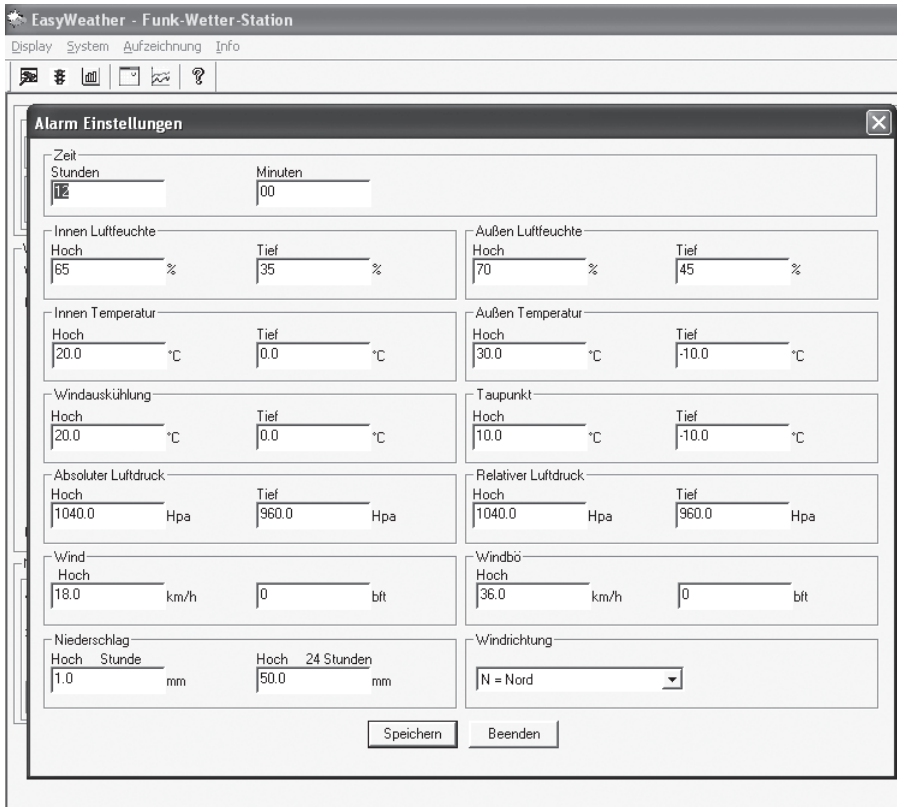 EasyWeather - Funk-Wetter-Station
Display System Aufzeichnung Info
Alarm Einstellungen
Zeit
Stunden Minuten
12 00
Innen Luftfeuchte Außen Luftfeuchte
Hoch Tief Hoch Tief
65 % 35 % 70 % 45 %
Innen Temperatur Außen Temperatur
Hoch Tief Hoch Tief
20.0 °C 0.0 °C 30.0 °C -10.0 °C
Windauskühlung Taupunkt
Hoch Tief Hoch Tief
20.0 °C 0.0 °C 10.0 °C -10.0 °C
Absoluter Luftdruck Relativer Luftdruck
Hoch Tief Hoch Tief
1040.0 Hpa 960.0 Hpa 1040.0 Hpa 960.0 Hpa
Wind Windbö
Hoch Hoch
18.0 km/h 0 bft 36.0 km/h 0 bft
Niederschlag Windrichtung
Hoch Stunde Hoch 24 Stunden
1.0 mm 50.0 mm N = Nord
Speichern Beenden